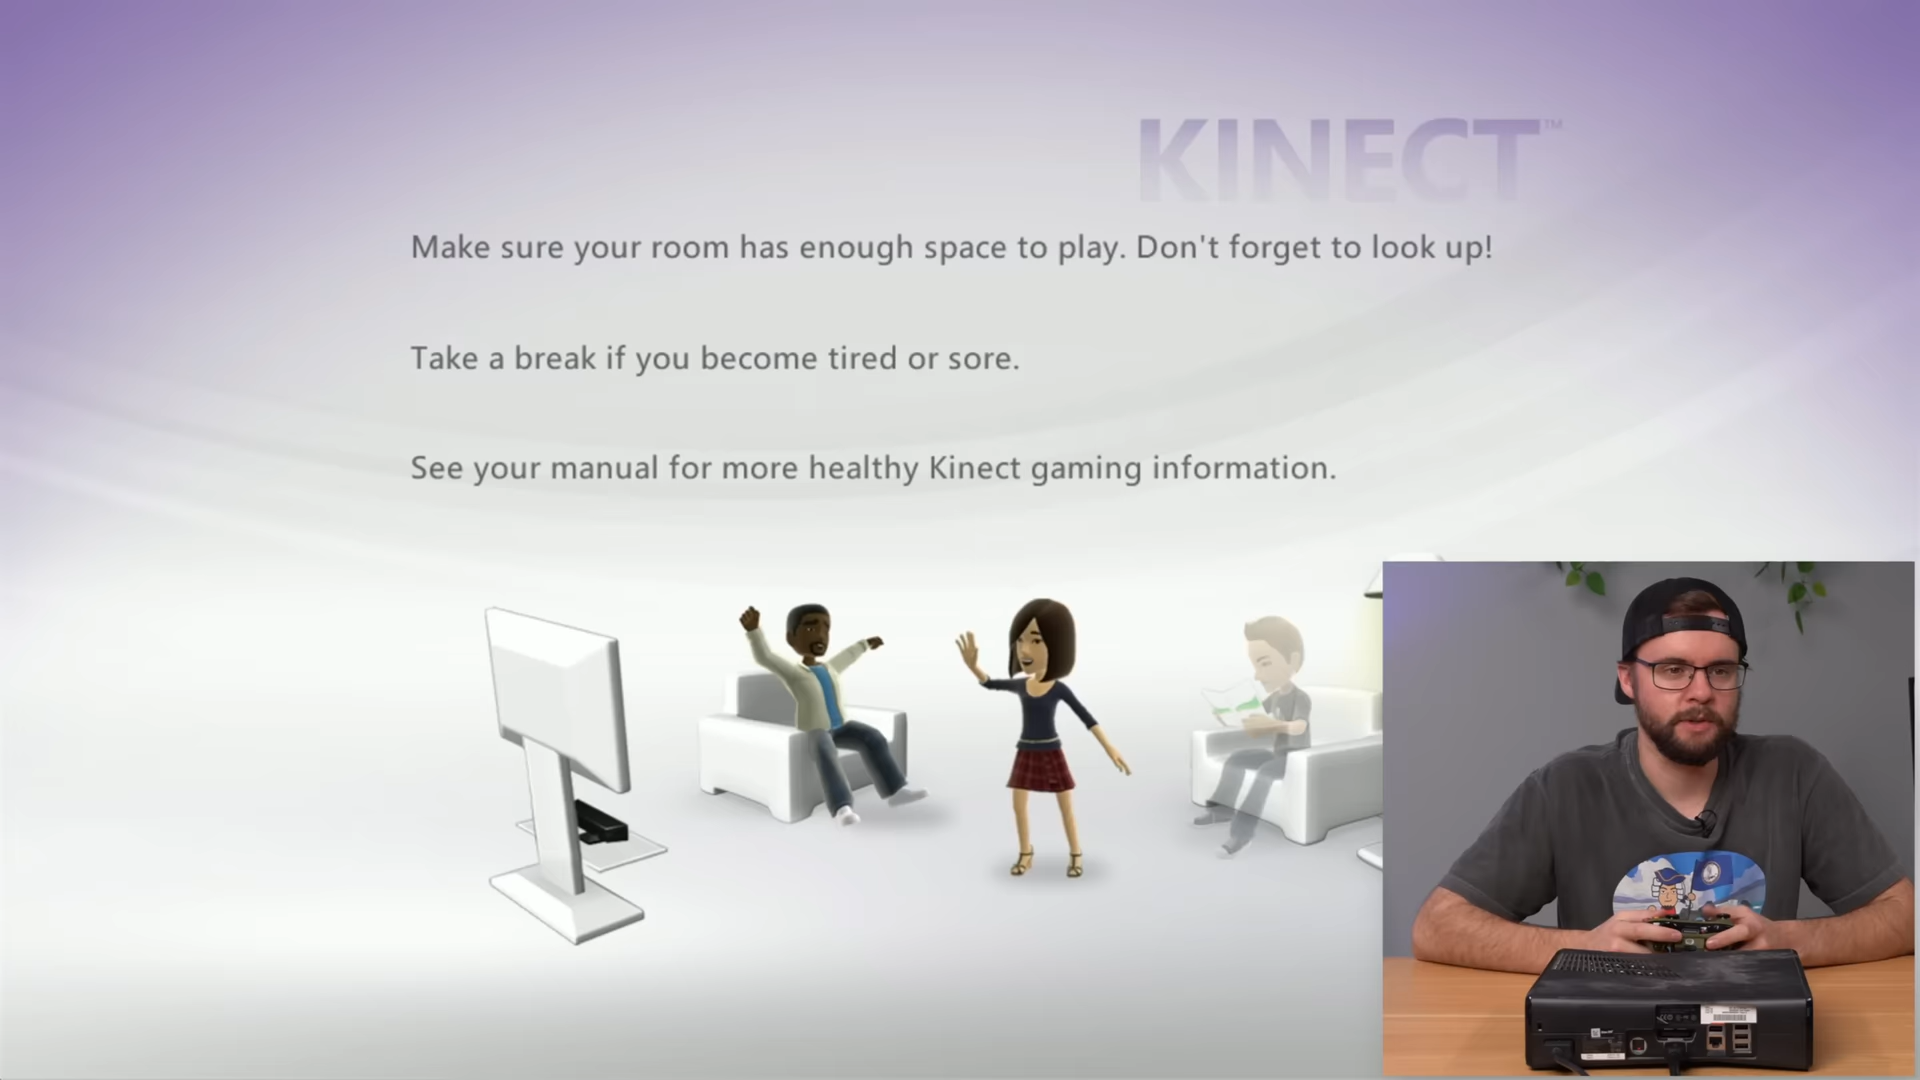 KINECT™
Make sure your room has enough space to play. Don't forget to look up!
Take a break if you become tired or sore.
See your manual for more healthy Kinect gaming information.